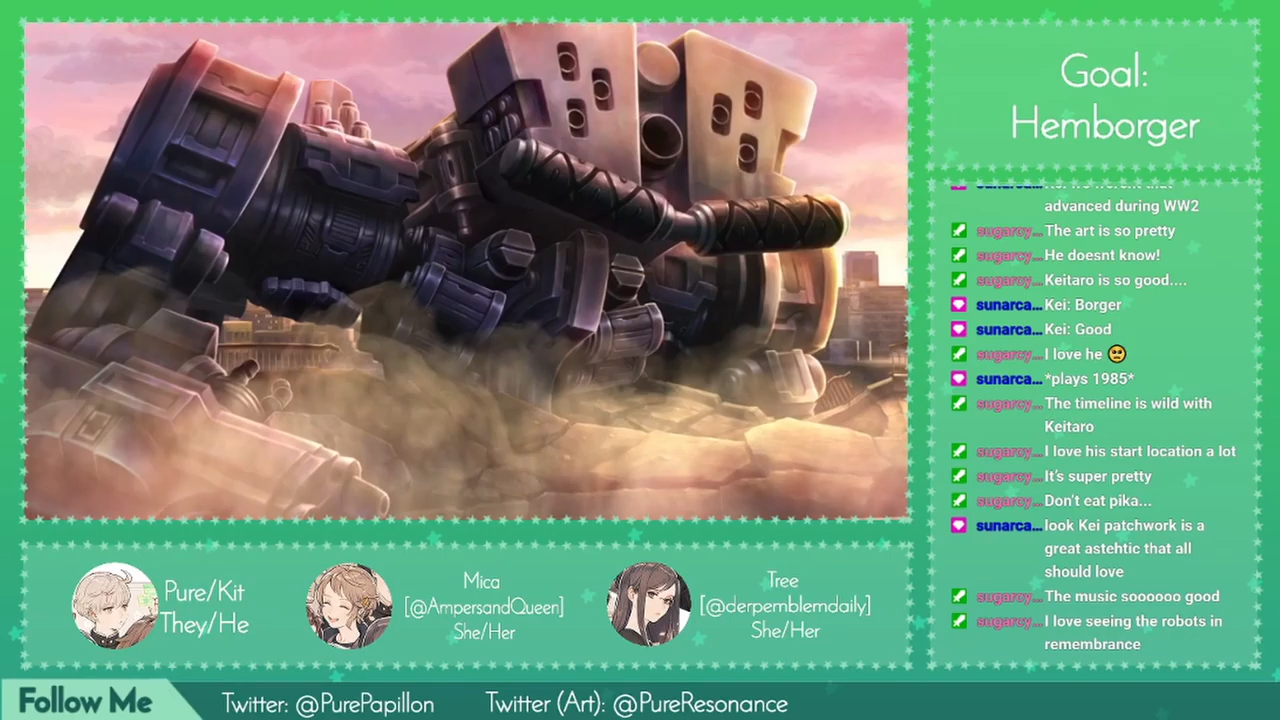 Goal:
Hemborger
advanced during WW2
sugarcy... The art is so pretty
sugarcy... He doesnt know!
sugarcy... Keitaro is so good....
sunarca... Kei: Borger
sunarca... Kei: Good
sugarcy... I love he 🥺
sunarca... *plays 1985*
sugarcy... The timeline is wild with
Keitaro
sugarcy... I love his start location a lot
sugarcy... It's super pretty
sugarcy... Don't eat pika...
sunarca... look Kei patchwork is a
great astehtic that all
should love
sugarcy... The music soooooo good
sugarcy... I love seeing the robots in
remembrance
Pure/Kit
They/He
Mica
[@AmpersandQueen]
She/Her
Tree
[@derpemblemdaily]
She/Her
Follow Me
Twitter: @PurePapillon
Twitter (Art): @PureResonance